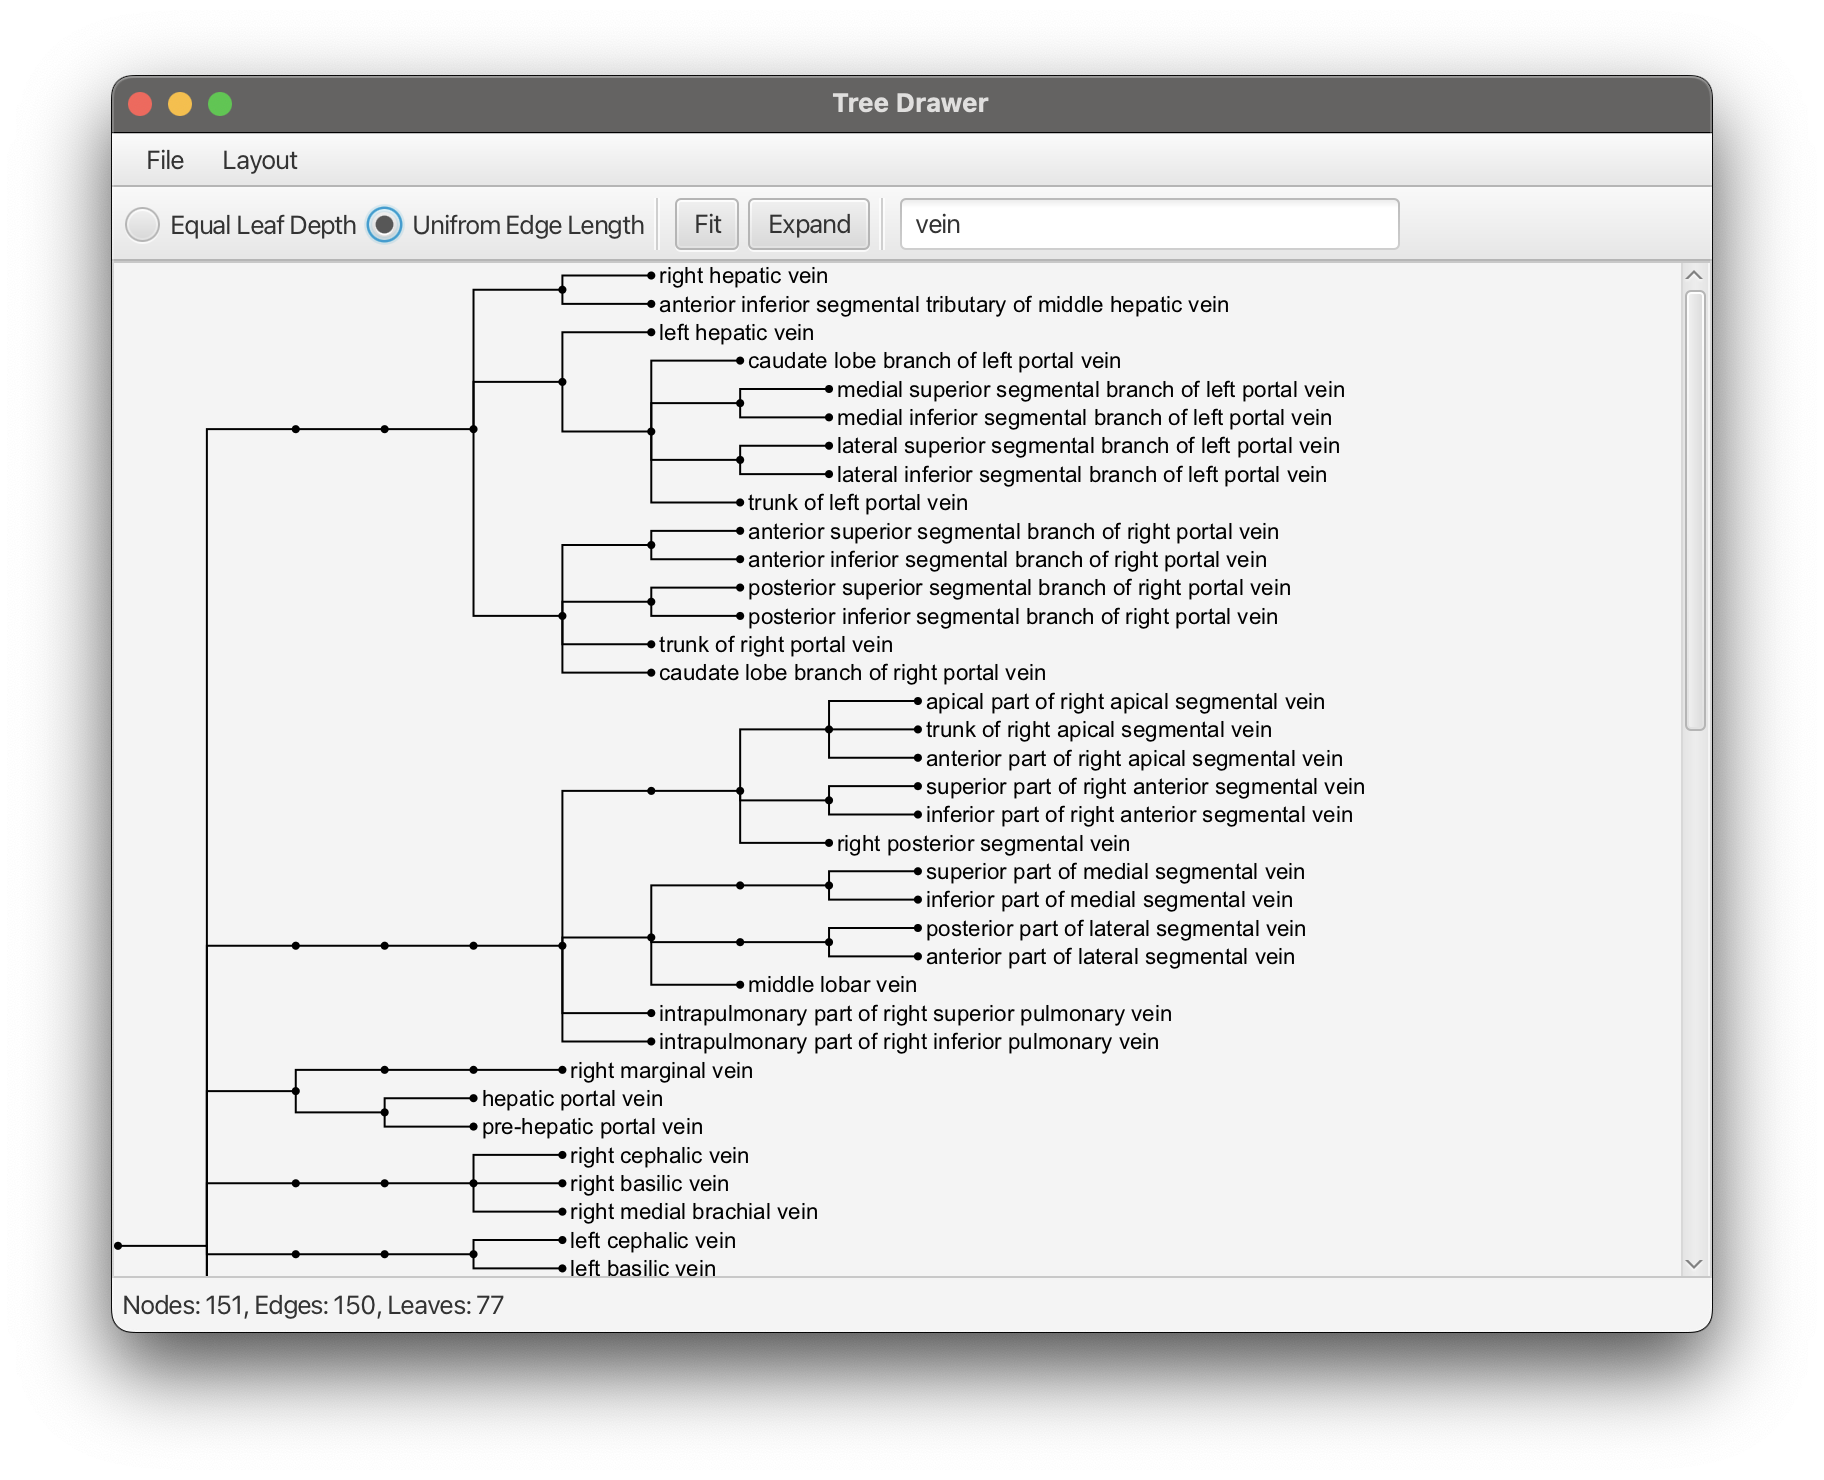 Tree Drawer
File Layout
Equal Leaf Depth Unifrom Edge Length Fit Expand vein
right hepatic vein
anterior inferior segmental tributary of middle hepatic vein
left hepatic vein
caudate lobe branch of left portal vein
medial superior segmental branch of left portal vein
medial inferior segmental branch of left portal vein
lateral superior segmental branch of left portal vein
lateral inferior segmental branch of left portal vein
trunk of left portal vein
anterior superior segmental branch of right portal vein
anterior inferior segmental branch of right portal vein
posterior superior segmental branch of right portal vein
posterior inferior segmental branch of right portal vein
trunk of right portal vein
caudate lobe branch of right portal vein
apical part of right apical segmental vein
trunk of right apical segmental vein
anterior part of right apical segmental vein
superior part of right anterior segmental vein
inferior part of right anterior segmental vein
right posterior segmental vein
superior part of medial segmental vein
inferior part of medial segmental vein
posterior part of lateral segmental vein
anterior part of lateral segmental vein
middle lobar vein
intrapulmonary part of right superior pulmonary vein
intrapulmonary part of right inferior pulmonary vein
right marginal vein
hepatic portal vein
pre-hepatic portal vein
right cephalic vein
right basilic vein
right medial brachial vein
left cephalic vein
left basilic vein
Nodes: 151, Edges: 150, Leaves: 77